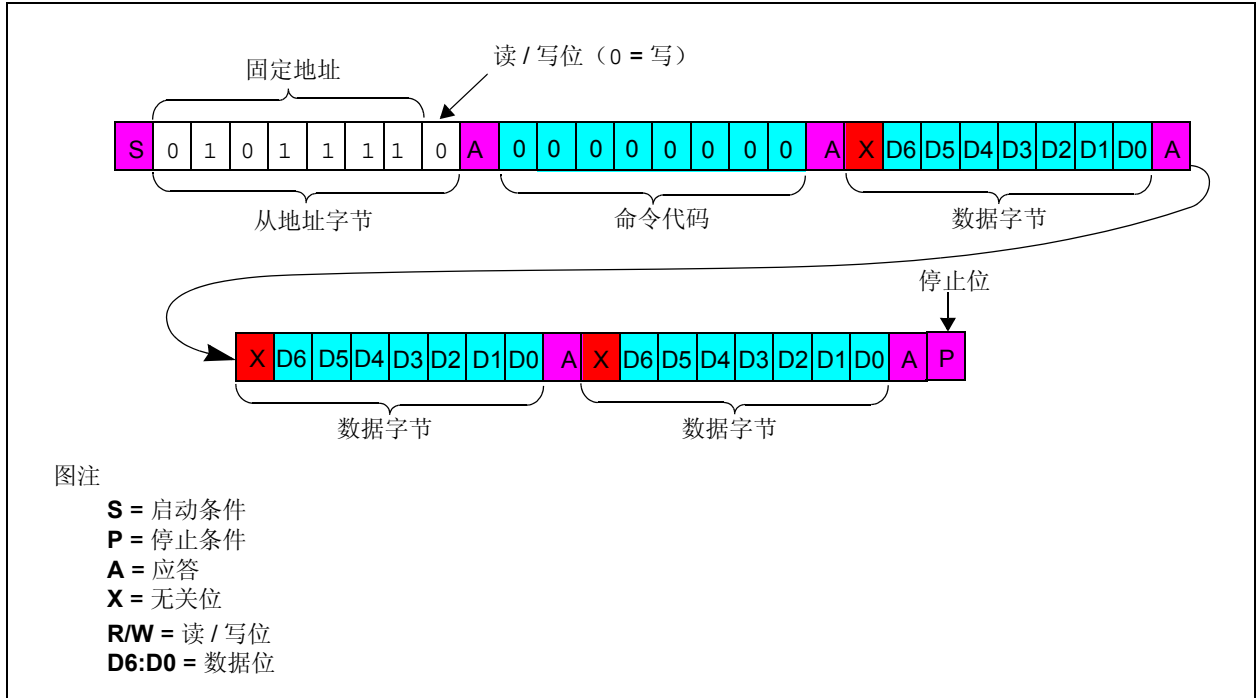 读 / 写位（0 = 写）
固定地址
S 0 1 0 1 1 1 1 0 A 0 0 0 0 0 0 0 0 A X D6 D5 D4 D3 D2 D1 D0 A
从地址字节 命令代码 数据字节
停止位
X D6 D5 D4 D3 D2 D1 D0 A X D6 D5 D4 D3 D2 D1 D0 A P
数据字节 数据字节
图注
S = 启动条件
P = 停止条件
A = 应答
X = 无关位
R/W = 读 / 写位
D6:D0 = 数据位